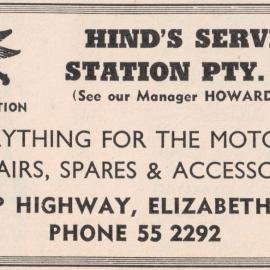 HIND'S SERV
STATION PTY.
(See our Manager HOWARD
TION
YTHING FOR THE MOTO
AIRS, SPARES & ACCESSO
P HIGHWAY, ELIZABETH
PHONE 55 2292